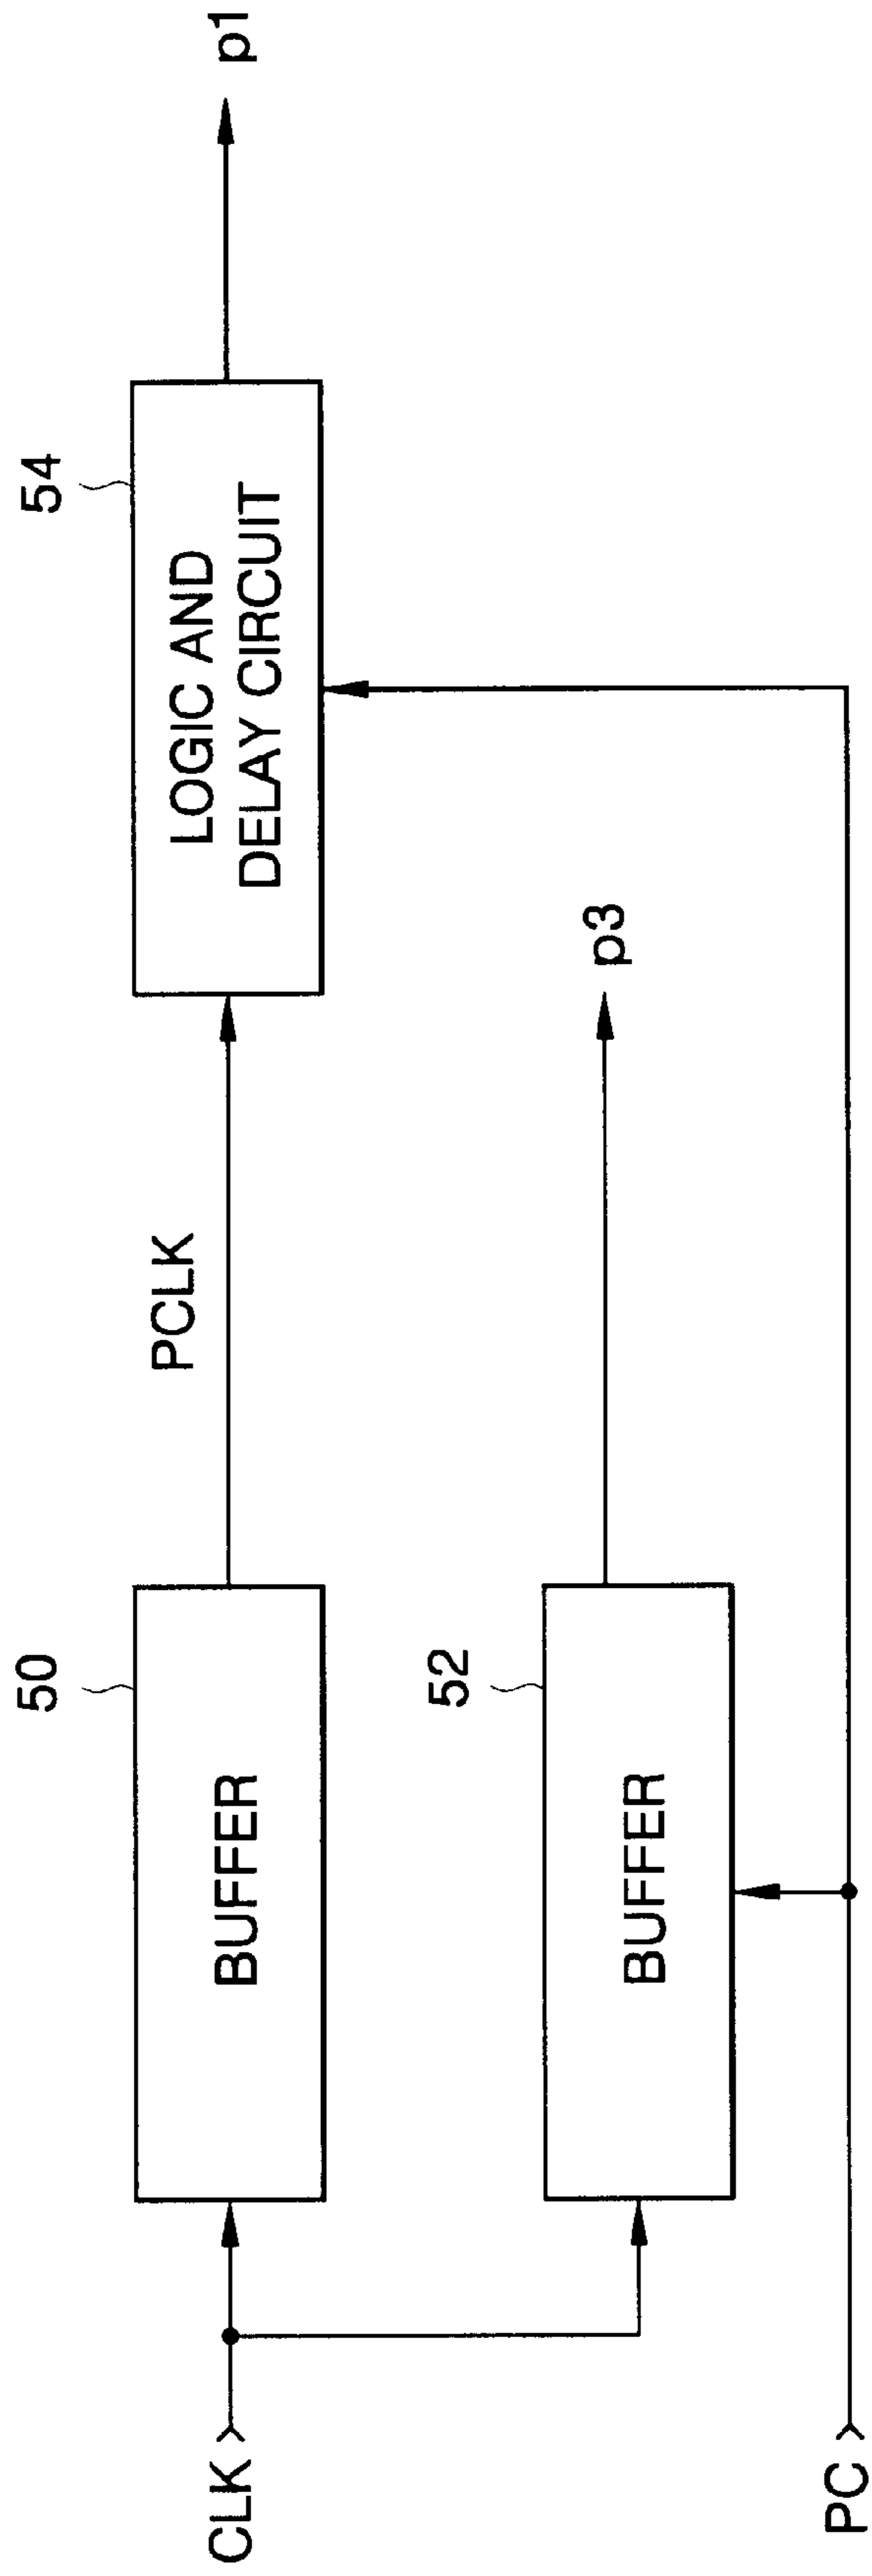 CLK
BUFFER
50
PCLK
LOGIC AND
DELAY CIRCUIT
54
p1
BUFFER
52
p3
PC